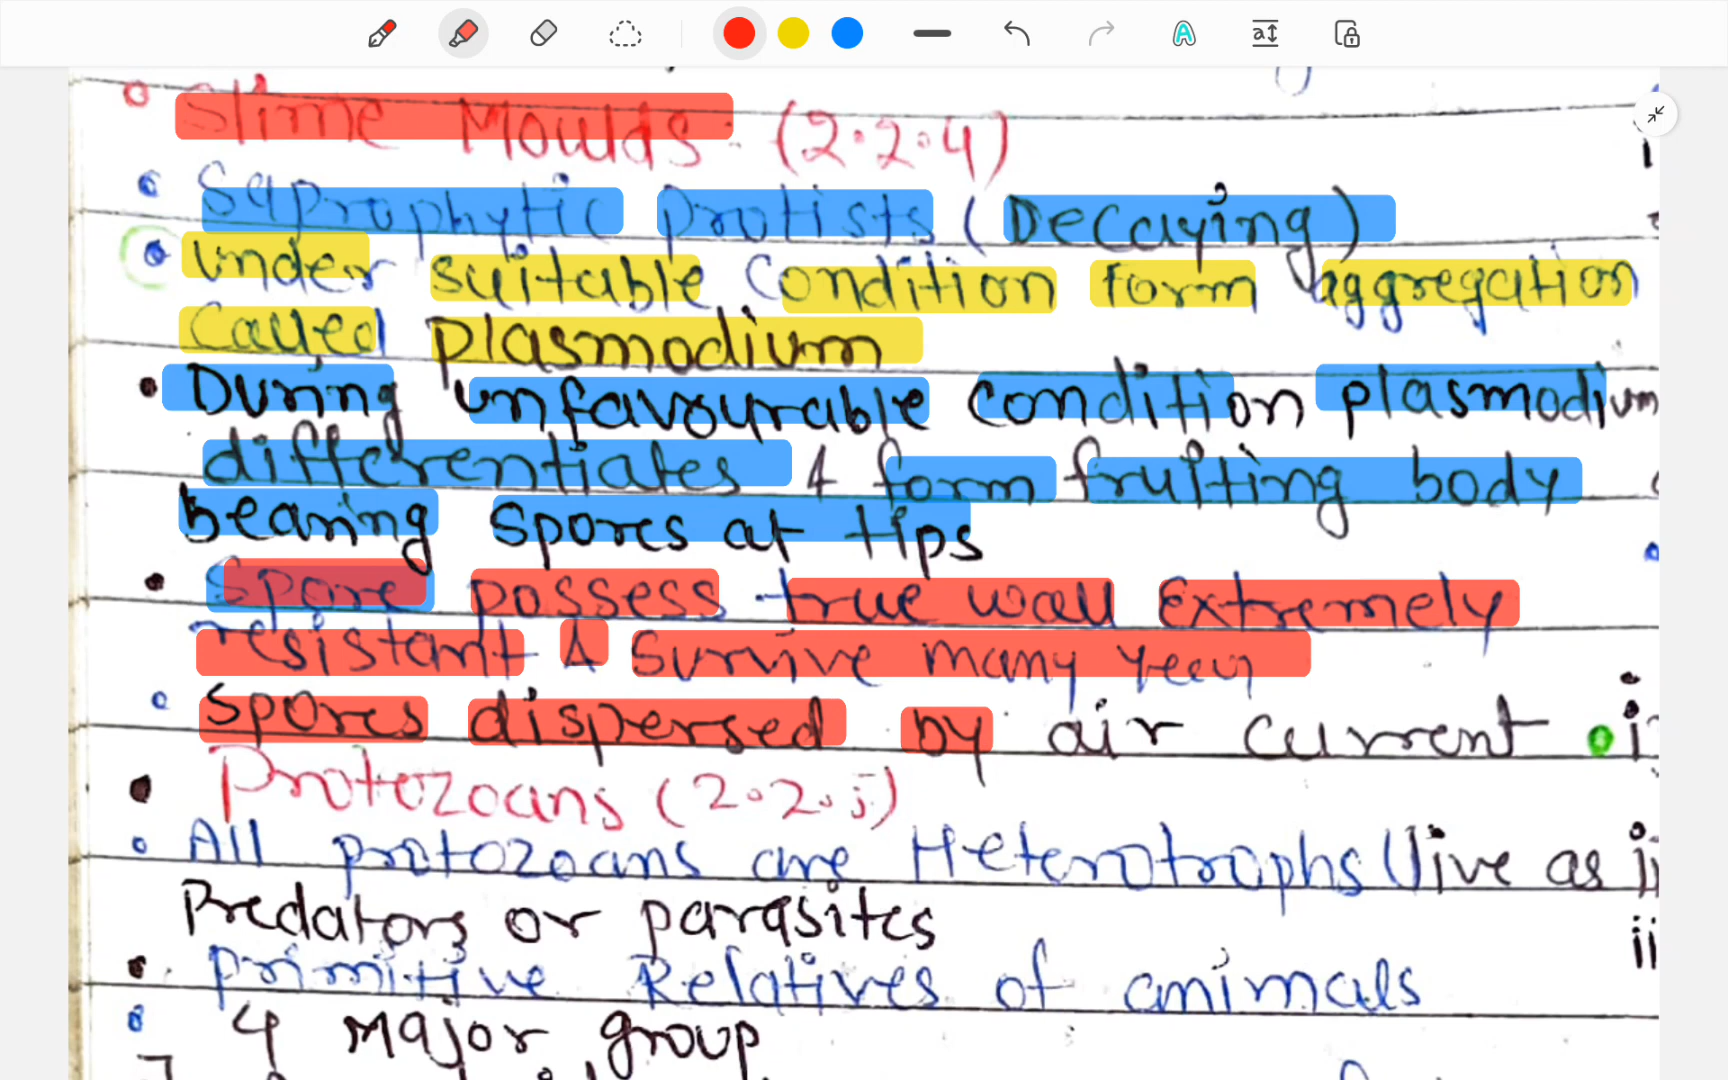 Slime Moulds (2.2.4)
Saprophytic protists (Decaying)
Under suitable condition form aggregation
called plasmodium
During unfavourable condition plasmodium
differentiates & form fruiting body
bearing spores at tips
Spore possess true wall Extremely
resistant & survive many year
Spores dispersed by air current
Protozoans (2.2.5)
All protozoans are Heterotrophs (live as
Predators or parasites
primitive Relatives of animals
4 Major group